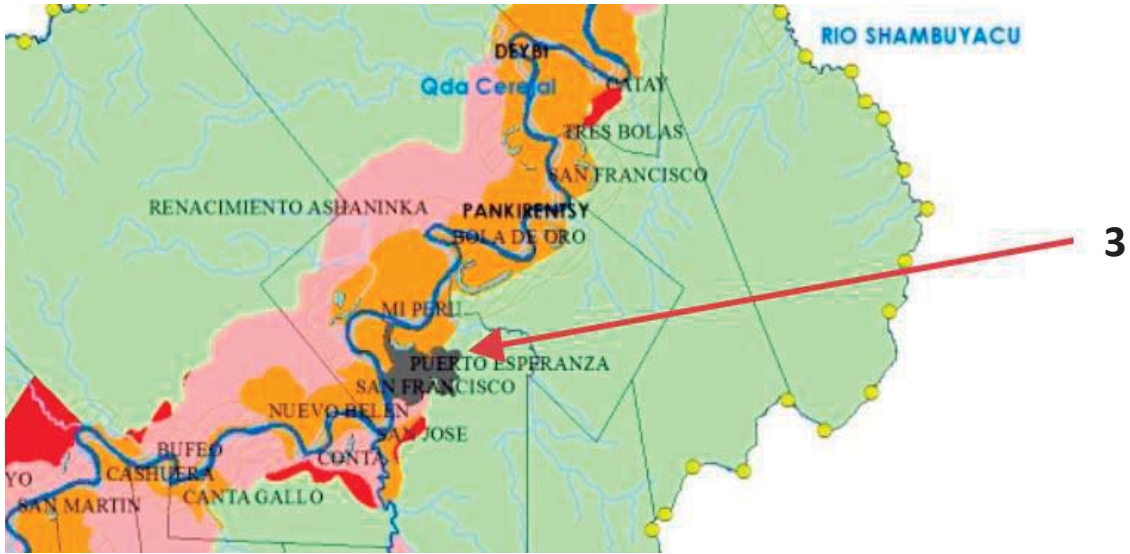 RIO SHAMBUYACU
DEYBI
Qda Cerejal
CATAY
TRES BOLAS
SAN FRANCISCO
RENACIMIENTO ASHANINKA
PANKIRENTSY
BOLA DE ORO
3
MI PERU
PUERTO ESPERANZA
SAN FRANCISCO
NUEVO BELEN
SAN JOSE
BUFEO
CONTA
CASHUERA
YO
CANTA GALLO
SAN MARTIN